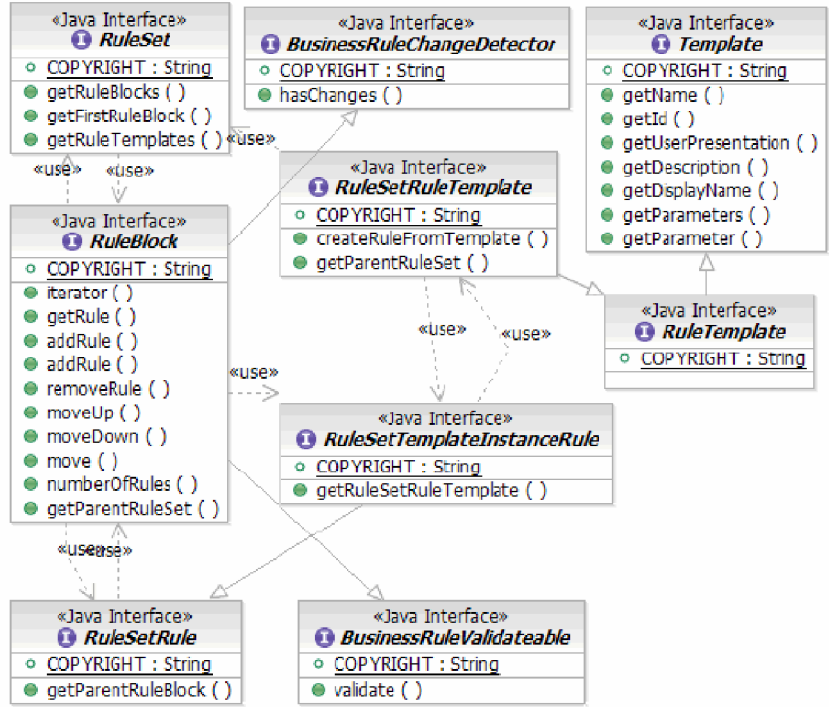 «Java Interface»
RuleSet
COPYRIGHT : String
getRuleBlocks ( )
getFirstRuleBlock ( )
getRuleTemplates ( )
«Java Interface»
BusinessRuleChangeDetector
COPYRIGHT : String
hasChanges ( )
«Java Interface»
Template
COPYRIGHT : String
getName ( )
getId ( )
getUserPresentation ( )
getDescription ( )
getDisplayName ( )
getParameters ( )
getParameter ( )
«use»
«use»
«use»
«Java Interface»
RuleSetRuleTemplate
COPYRIGHT : String
createRuleFromTemplate ( )
getParentRuleSet ( )
«Java Interface»
RuleBlock
COPYRIGHT : String
iterator ( )
getRule ( )
addRule ( )
addRule ( )
removeRule ( )
moveUp ( )
moveDown ( )
move ( )
numberOfRules ( )
getParentRuleSet ( )
«Java Interface»
RuleTemplate
COPYRIGHT : String
«use»
«use»
«use»
«Java Interface»
RuleSetTemplateInstanceRule
COPYRIGHT : String
getRuleSetRuleTemplate ( )
«use»
«use»
«Java Interface»
RuleSetRule
COPYRIGHT : String
getParentRuleBlock ( )
«Java Interface»
BusinessRuleValidateable
COPYRIGHT : String
validate ( )